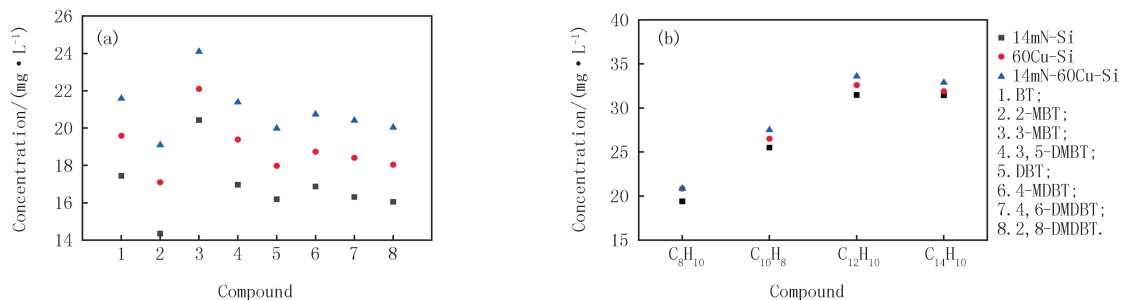 (a)
Concentration/(mg·L⁻¹)
26
24
22
20
18
16
14
1 2 3 4 5 6 7 8
Compound
(b)
Concentration/(mg·L⁻¹)
40
35
30
25
20
15
C₈H₁₀ C₁₀H₈ C₁₂H₁₀ C₁₄H₁₀
Compound
14mN-Si
60Cu-Si
14mN-60Cu-Si
1.BT;
2.2-MBT;
3.3-MBT;
4.3,5-DMBT;
5.DBT;
6.4-MDBT;
7.4,6-DMDBT;
8.2,8-DMDBT.